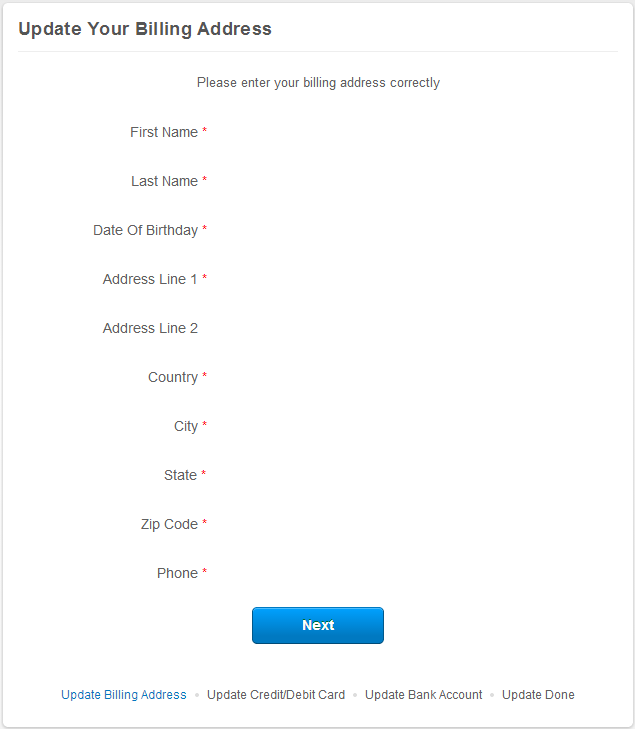 Update Your Billing Address
Please enter your billing address correctly
First Name *
Last Name *
Date Of Birthday *
Address Line 1 *
Address Line 2
Country *
City *
State *
Zip Code *
Phone *
Next
Update Billing Address • Update Credit/Debit Card • Update Bank Account • Update Done